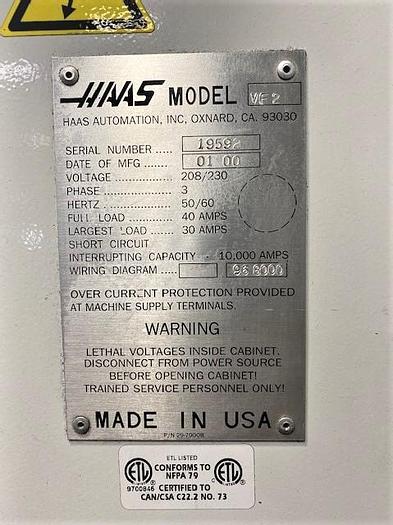 HAAS MODEL VF2
HAAS AUTOMATION, INC, OXNARD, CA. 93030
SERIAL NUMBER ..... 19592
DATE OF MFG ...... 01 00
VOLTAGE ............. 208/230
PHASE ................ 3
HERTZ ................ 50/60
FULL LOAD .......... 40 AMPS
LARGEST LOAD .... 30 AMPS
SHORT CIRCUIT
INTERRUPTING CAPACITY . 10,000 AMPS
WIRING DIAGRAM ..... 96 8000
OVER CURRENT PROTECTION PROVIDED
AT MACHINE SUPPLY TERMINALS.
WARNING
LETHAL VOLTAGES INSIDE CABINET.
DISCONNECT FROM POWER SOURCE
BEFORE OPENING CABINET!
TRAINED SERVICE PERSONNEL ONLY!
MADE IN USA
ETL LISTED
CONFORMS TO
NFPA 79
9700845 CERTIFIED TO
CAN/CSA C22.2 NO. 73